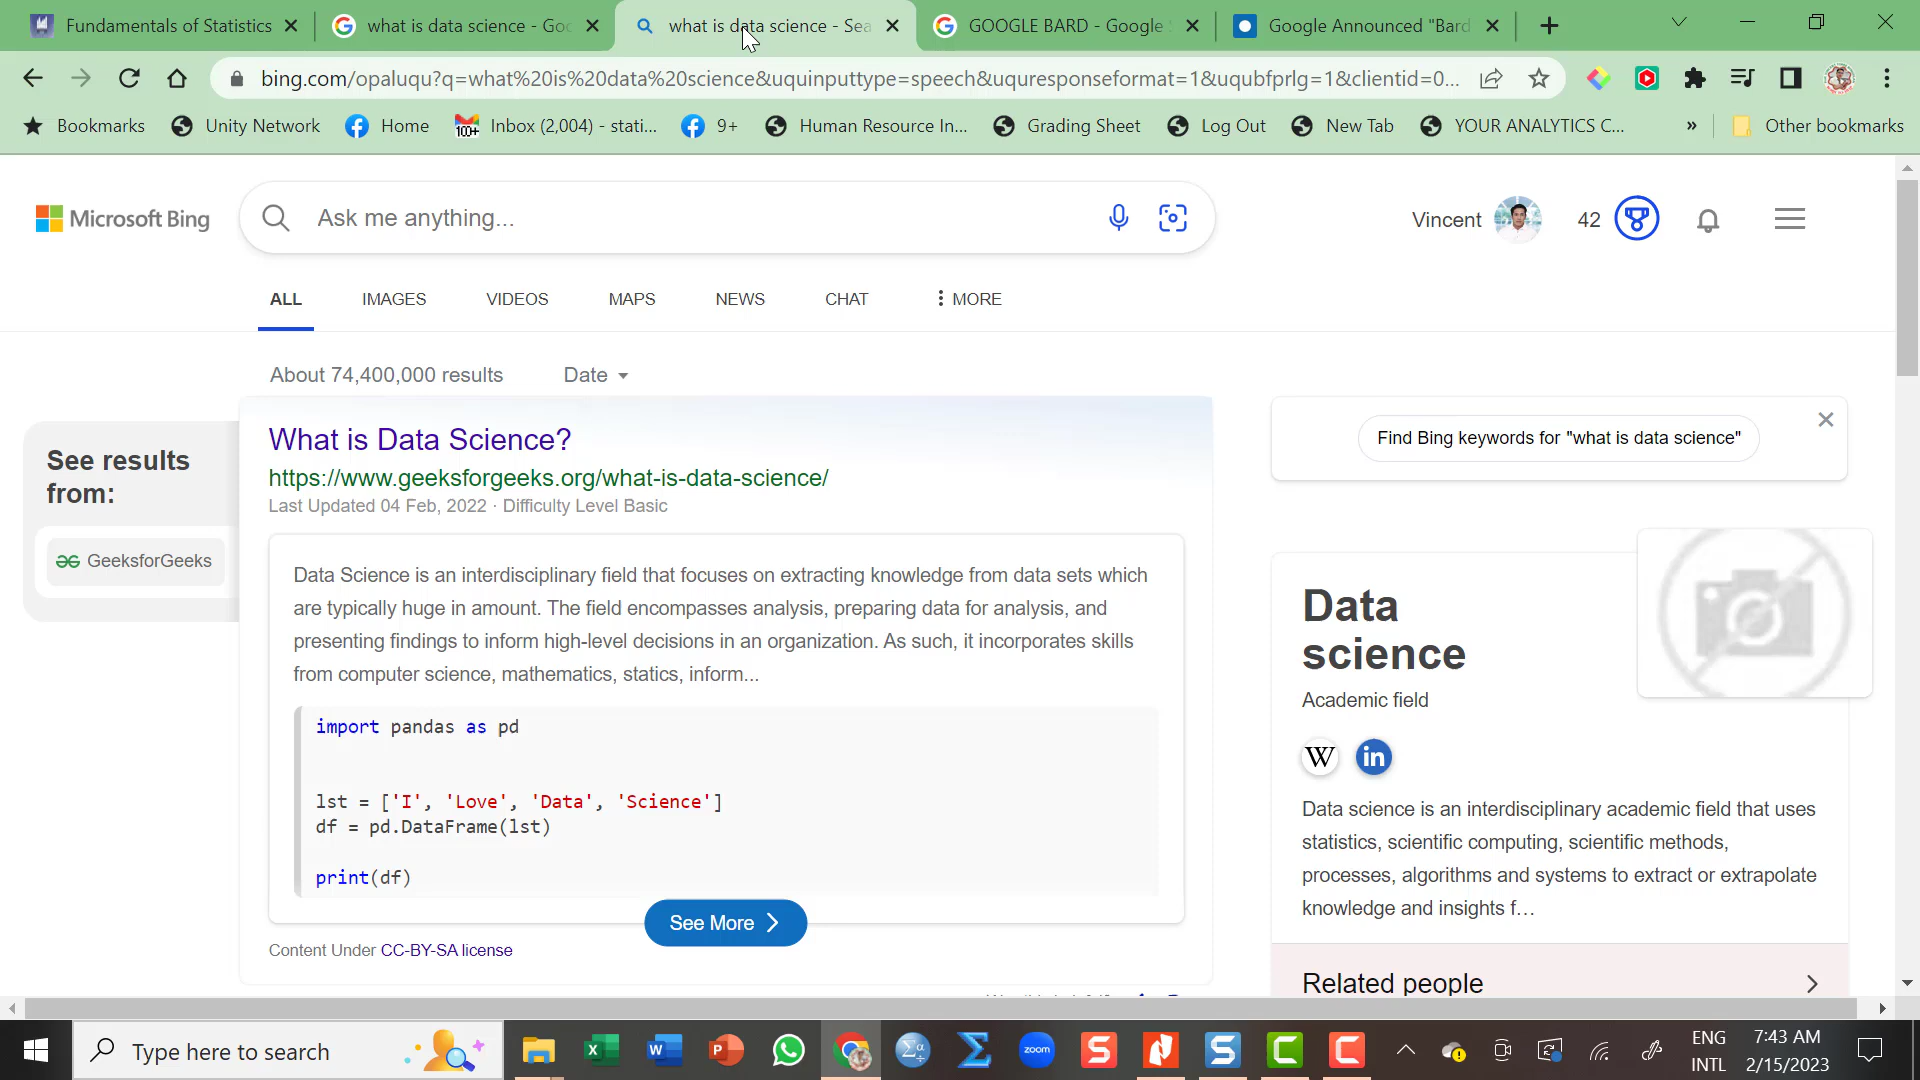 Fundamentals of Statistics
what is data science - Goo
what is data science - Sea
GOOGLE BARD - Google S
Google Announced "Bard
bing.com/opaluqu?q=what%20is%20data%20science&uquinputtype=speech&uquresponseformat=1&uqubfprlg=1&clientid=0...
Bookmarks
Unity Network
Home
100+
Inbox (2,004) - stati...
9+
Human Resource In...
Grading Sheet
Log Out
New Tab
YOUR ANALYTICS C...
»
Other bookmarks
Microsoft Bing
Ask me anything...
Vincent
42
ALL
IMAGES
VIDEOS
MAPS
NEWS
CHAT
MORE
About 74,400,000 results
Date
See results
from:
GeeksforGeeks
What is Data Science?
https://www.geeksforgeeks.org/what-is-data-science/
Last Updated 04 Feb, 2022 · Difficulty Level Basic
Data Science is an interdisciplinary field that focuses on extracting knowledge from data sets which
are typically huge in amount. The field encompasses analysis, preparing data for analysis, and
presenting findings to inform high-level decisions in an organization. As such, it incorporates skills
from computer science, mathematics, statics, inform...
import pandas as pd
lst = ['I', 'Love', 'Data', 'Science']
df = pd.DataFrame(lst)
print(df)
See More
Content Under CC-BY-SA license
Find Bing keywords for "what is data science"
Data
science
Academic field
W
in
Data science is an interdisciplinary academic field that uses
statistics, scientific computing, scientific methods,
processes, algorithms and systems to extract or extrapolate
knowledge and insights f...
Related people
Type here to search
zoom
ENG
INTL
7:43 AM
2/15/2023